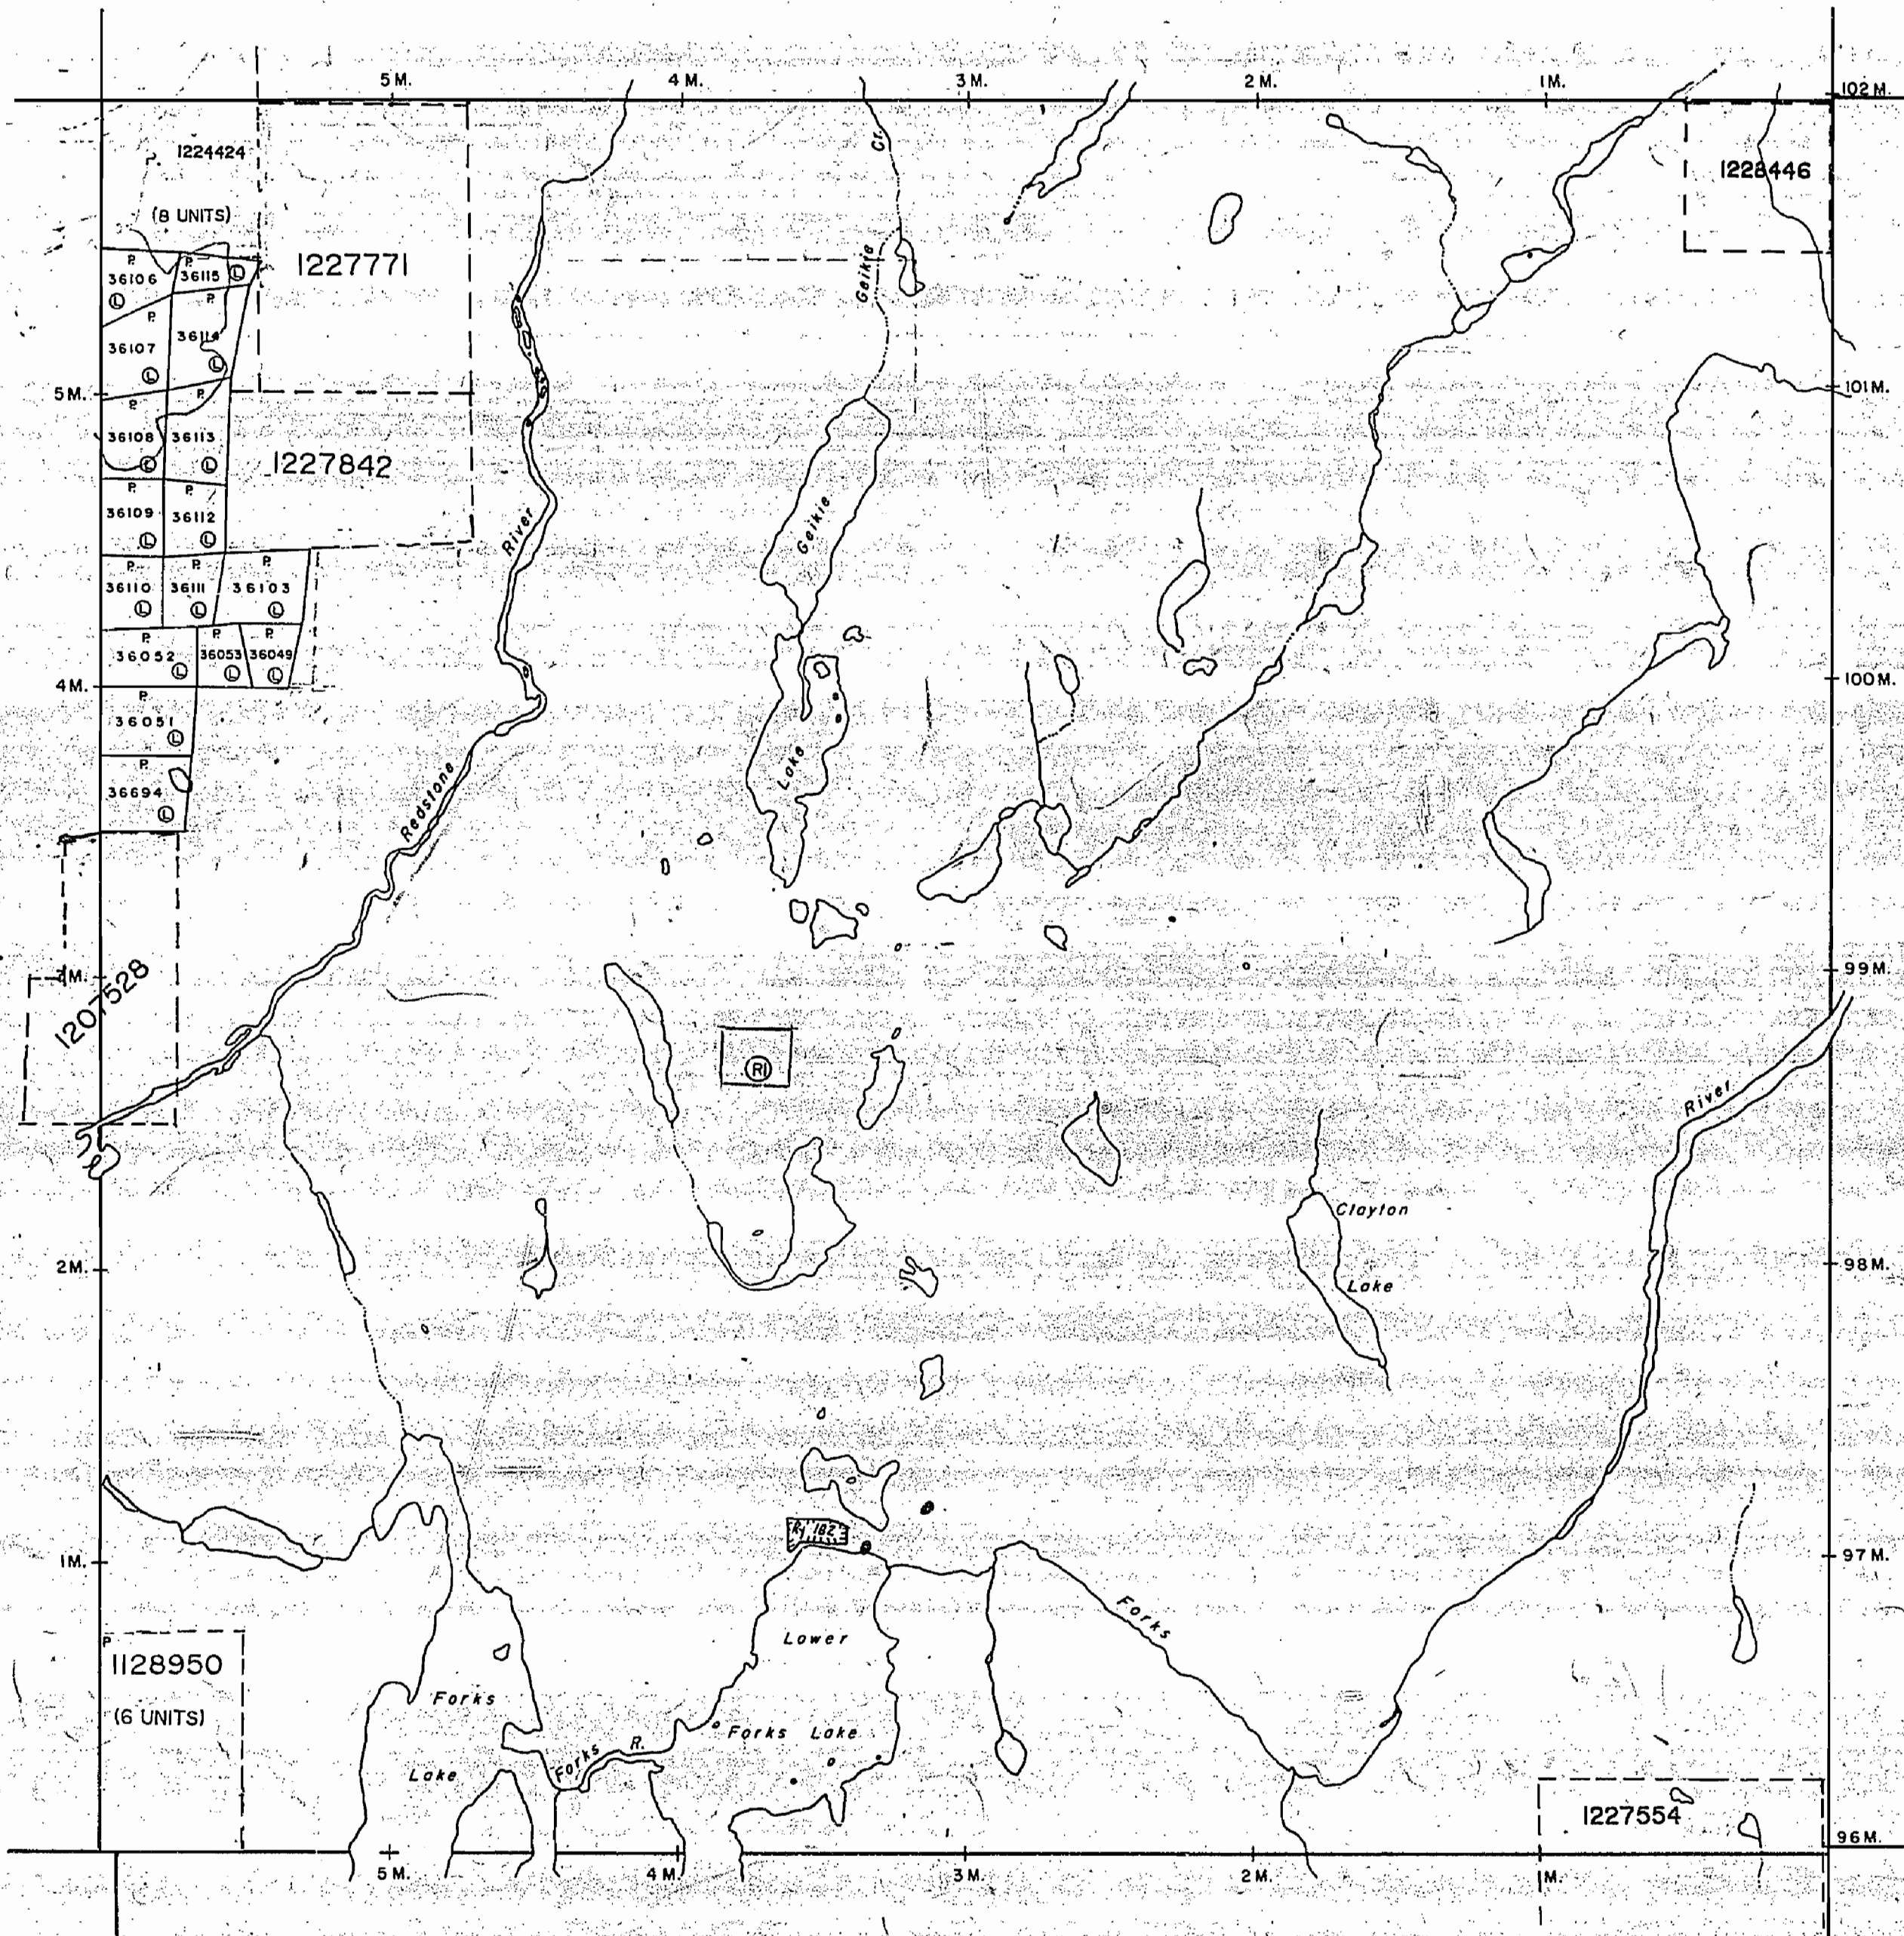 5 M. 4 M. 3 M. 2 M. 1 M.
102 M.
P. 1224424
(8 UNITS)
Cr.
1228446
Geikie
1227771
P. 36106 Ⓛ
P. 36115 Ⓛ
P. 36107 Ⓛ
P. 36114 Ⓛ
5 M.
101 M.
P. 36108 Ⓛ
P. 36113 Ⓛ
1227842
P. 36109 Ⓛ
P. 36112 Ⓛ
River
Geikie
P. 36110 Ⓛ
P. 36111 Ⓛ
P. 36103 Ⓛ
P. 36052 Ⓛ
P. 36053 Ⓛ
P. 36049 Ⓛ
4 M.
100 M.
P. 36051 Ⓛ
P. 36694 Ⓛ
Lake
Redstone
3 M.
99 M.
1207528
R1
River
Clayton
Lake
2 M.
98 M.
182
1 M.
97 M.
Forks
P
1128950
(6 UNITS)
Lower
Forks Lake
Forks
Lake
Forks R.
1227554
96 M.
5 M. 4 M. 3 M. 2 M. 1 M.